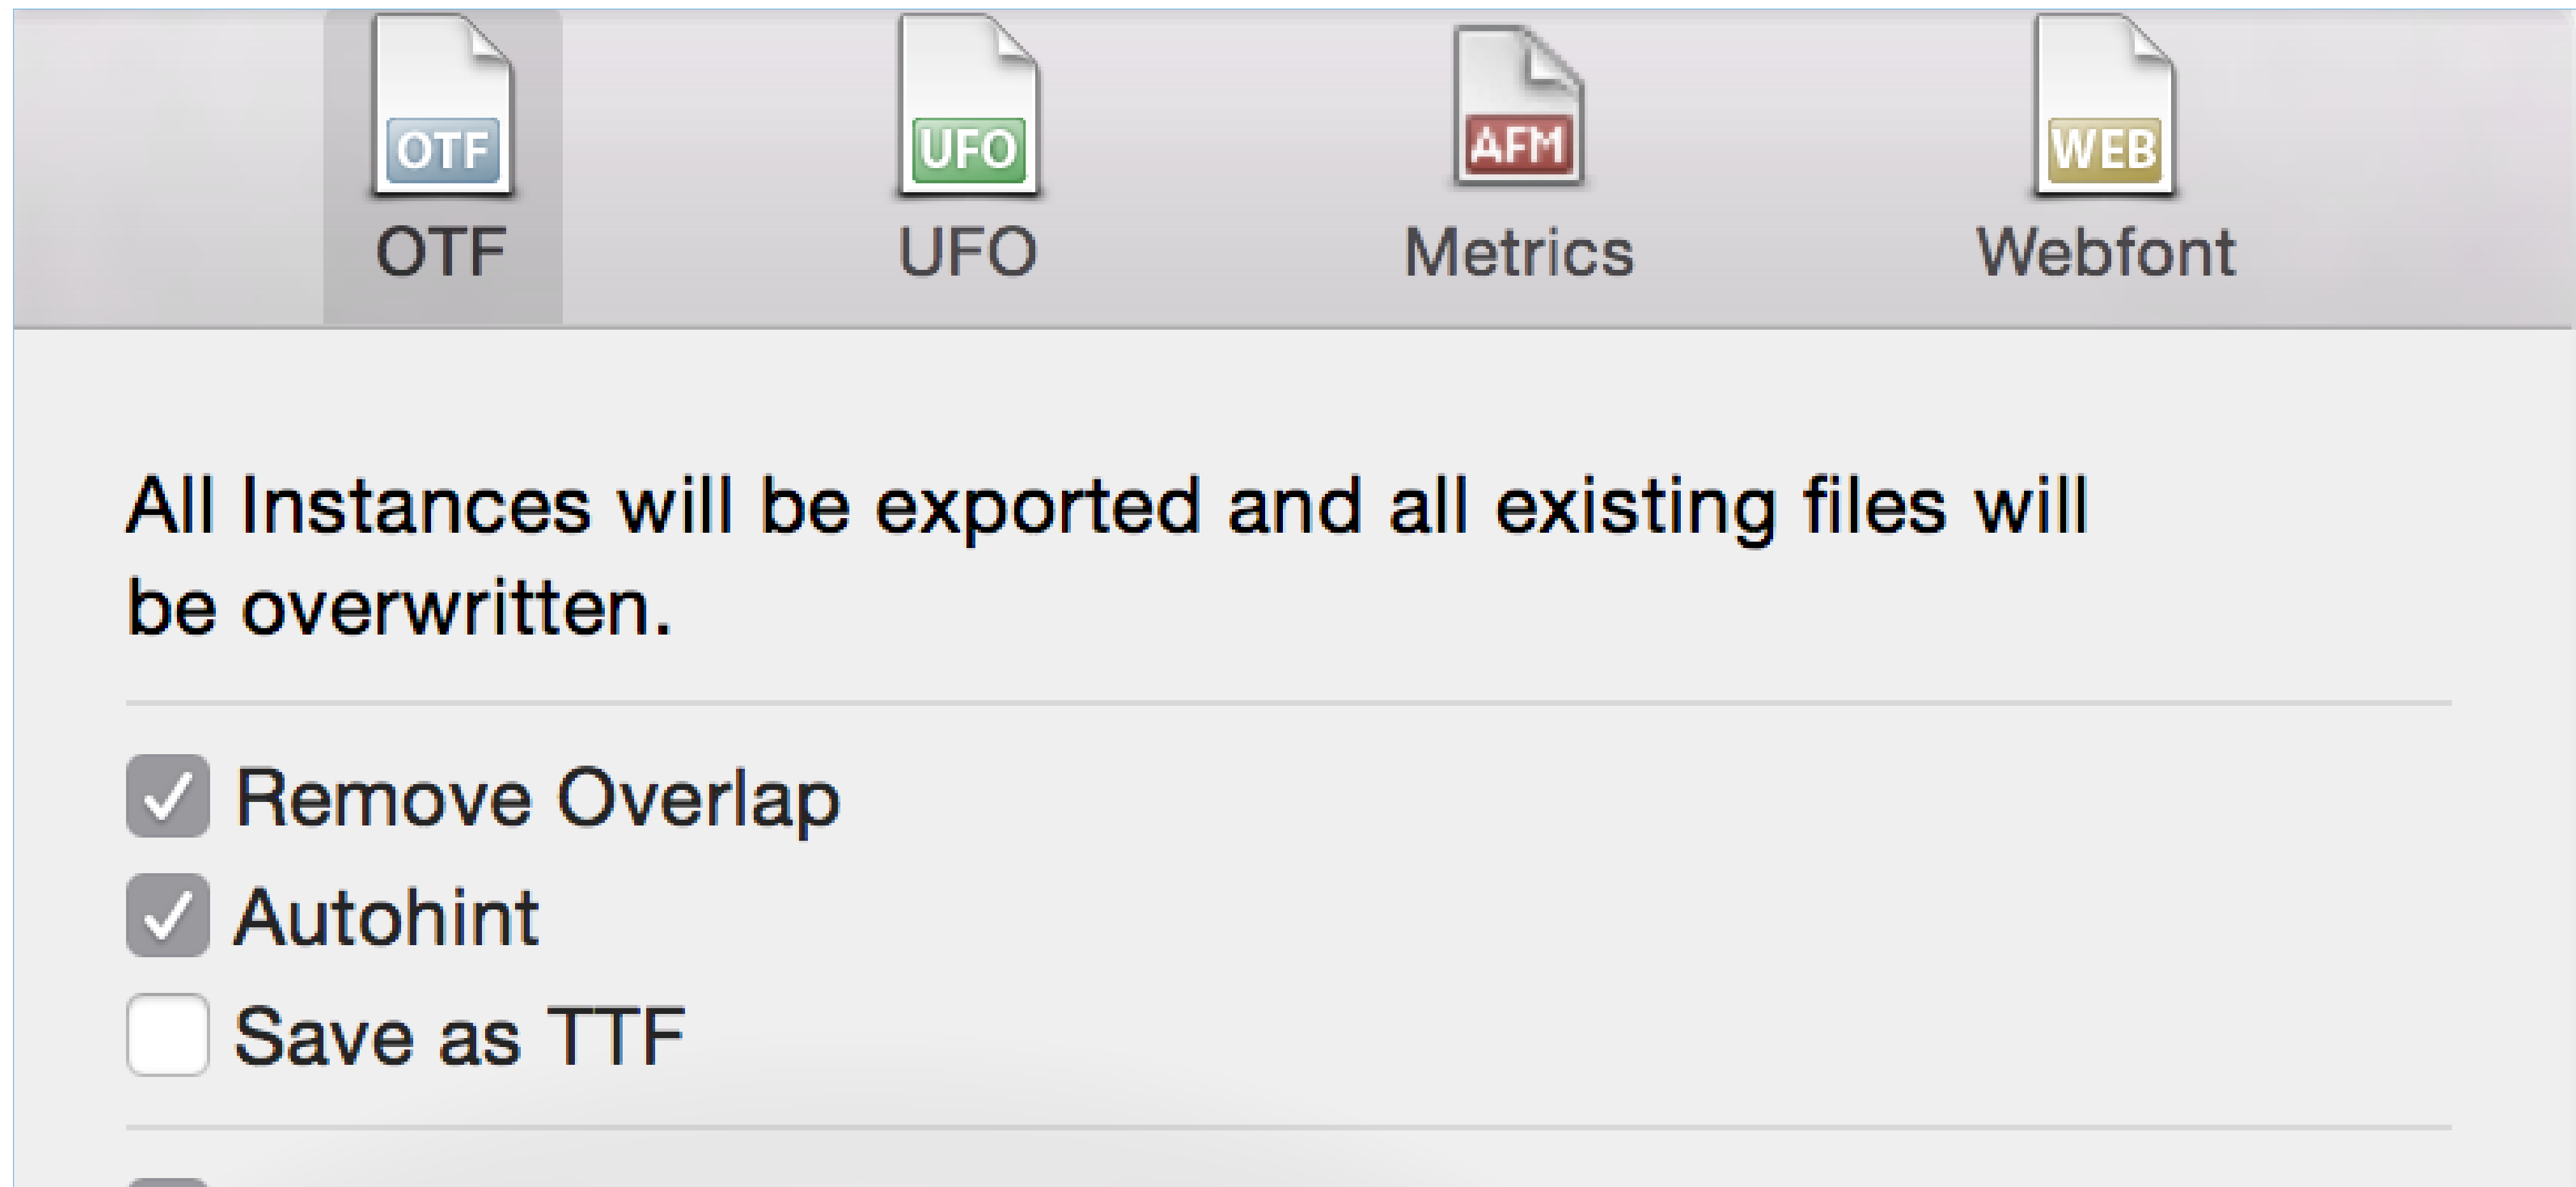 OTF UFO AFM WEB
OTF UFO Metrics Webfont
All Instances will be exported and all existing files will
be overwritten.
Remove Overlap
Autohint
Save as TTF